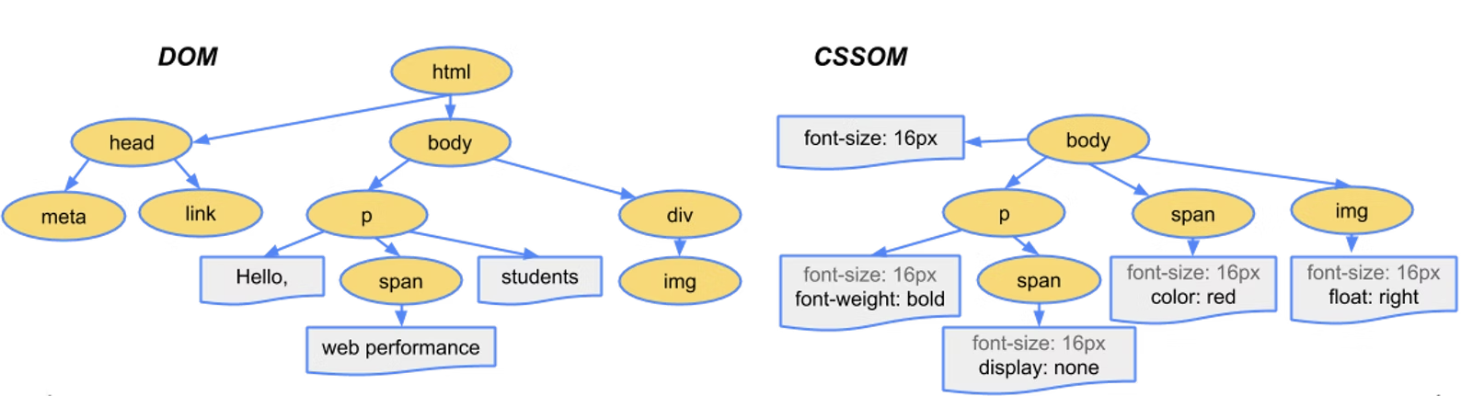 DOM
html
head
body
meta
link
p
div
Hello,
span
students
img
web performance
CSSOM
body
font-size: 16px
p
span
img
font-size: 16px
font-weight: bold
span
font-size: 16px
color: red
font-size: 16px
float: right
font-size: 16px
display: none